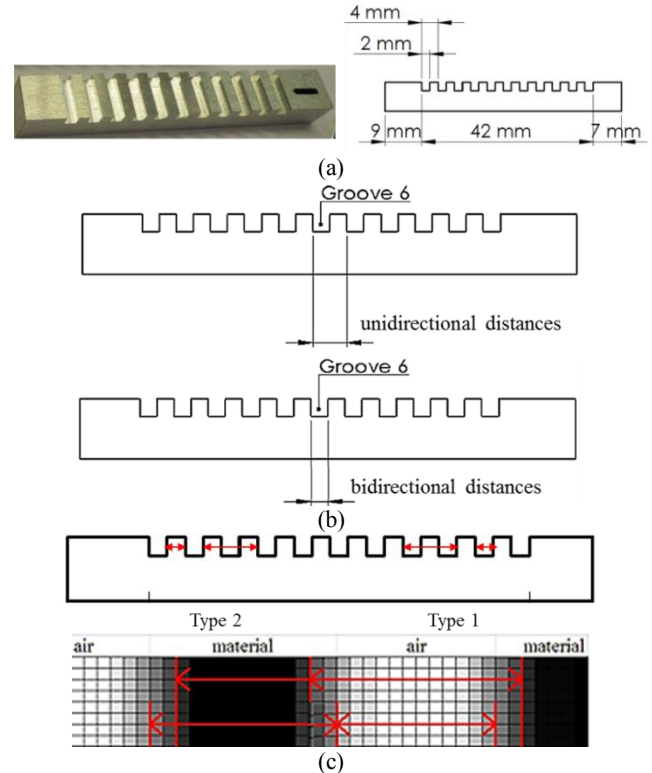 4 mm
2 mm
9 mm 42 mm 7 mm
(a)
Groove 6
unidirectional distances
Groove 6
bidirectional distances
(b)
Type 2 Type 1
air material air material
(c)